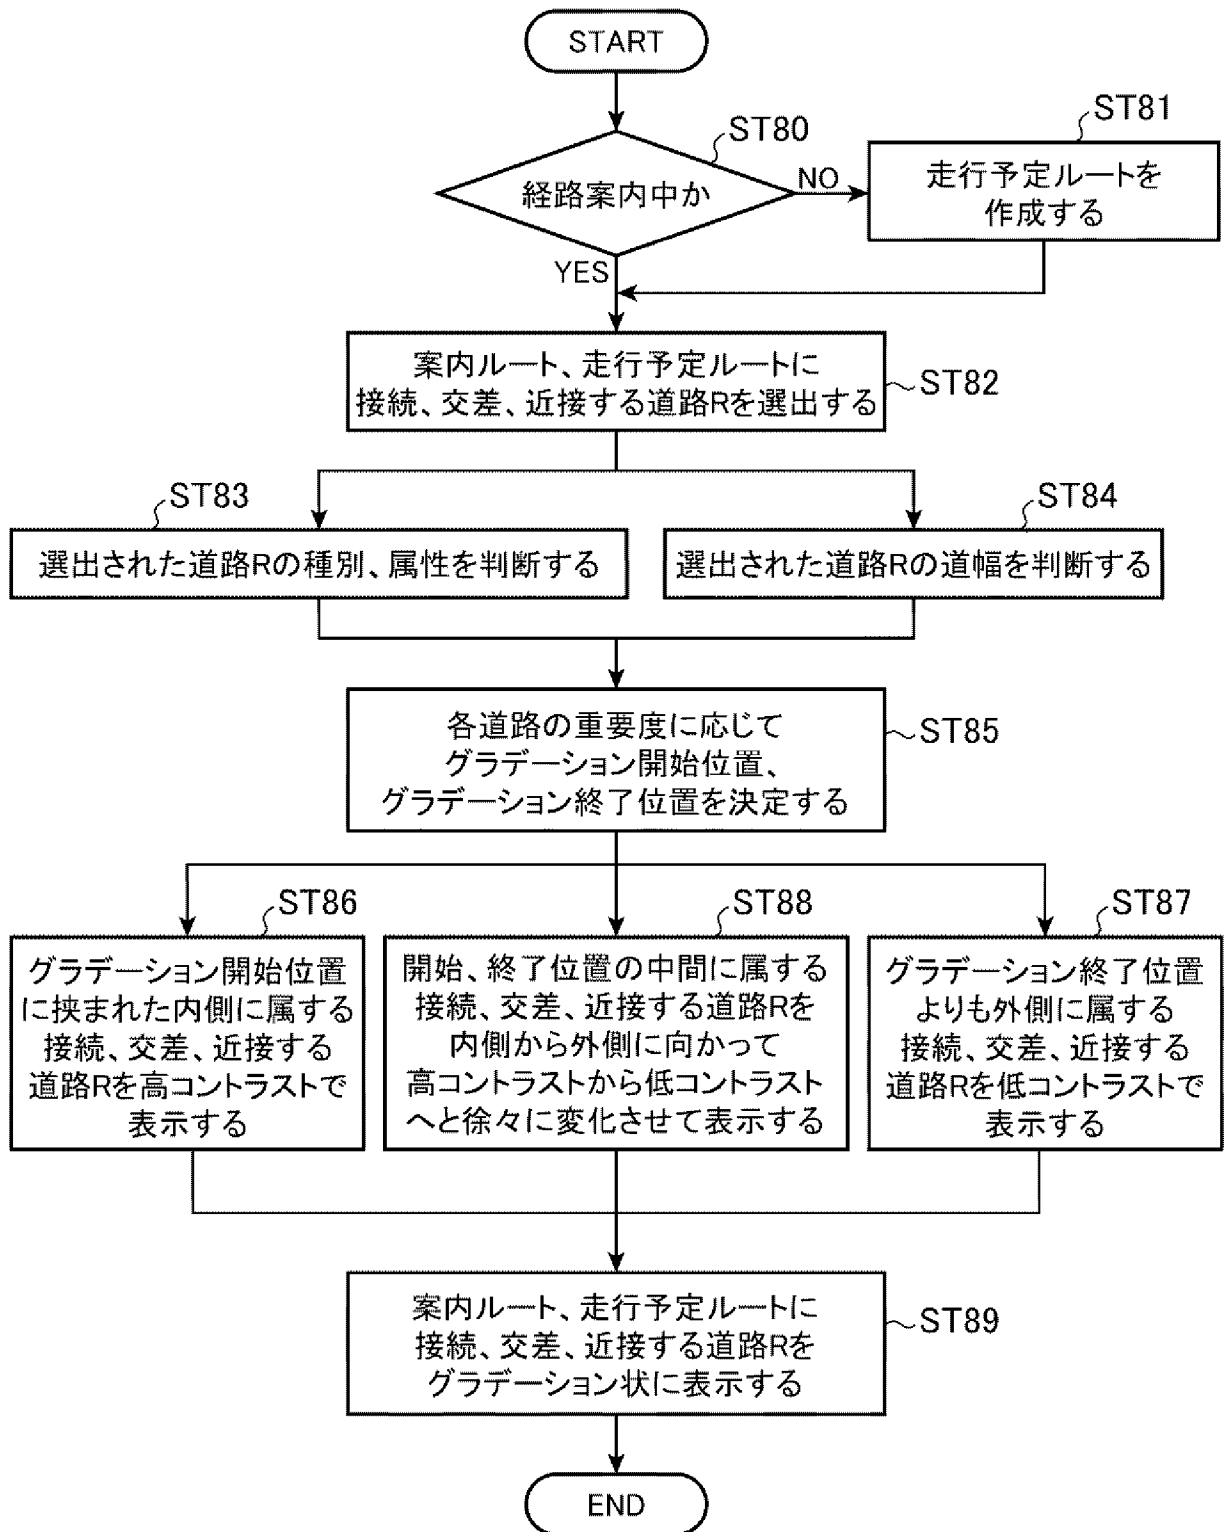 START
ST80
経路案内中か
NO
ST81
走行予定ルートを
作成する
YES
案内ルート、走行予定ルートに
接続、交差、近接する道路Rを選出する
ST82
ST83
選出された道路Rの種別、属性を判断する
ST84
選出された道路Rの道幅を判断する
各道路の重要度に応じて
グラデーション開始位置、
グラデーション終了位置を決定する
ST85
ST86
グラデーション開始位置
に挟まれた内側に属する
接続、交差、近接する
道路Rを高コントラストで
表示する
ST88
開始、終了位置の中間に属する
接続、交差、近接する道路Rを
内側から外側に向かって
高コントラストから低コントラスト
へと徐々に変化させて表示する
ST87
グラデーション終了位置
よりも外側に属する
接続、交差、近接する
道路Rを低コントラストで
表示する
案内ルート、走行予定ルートに
接続、交差、近接する道路Rを
グラデーション状に表示する
ST89
END